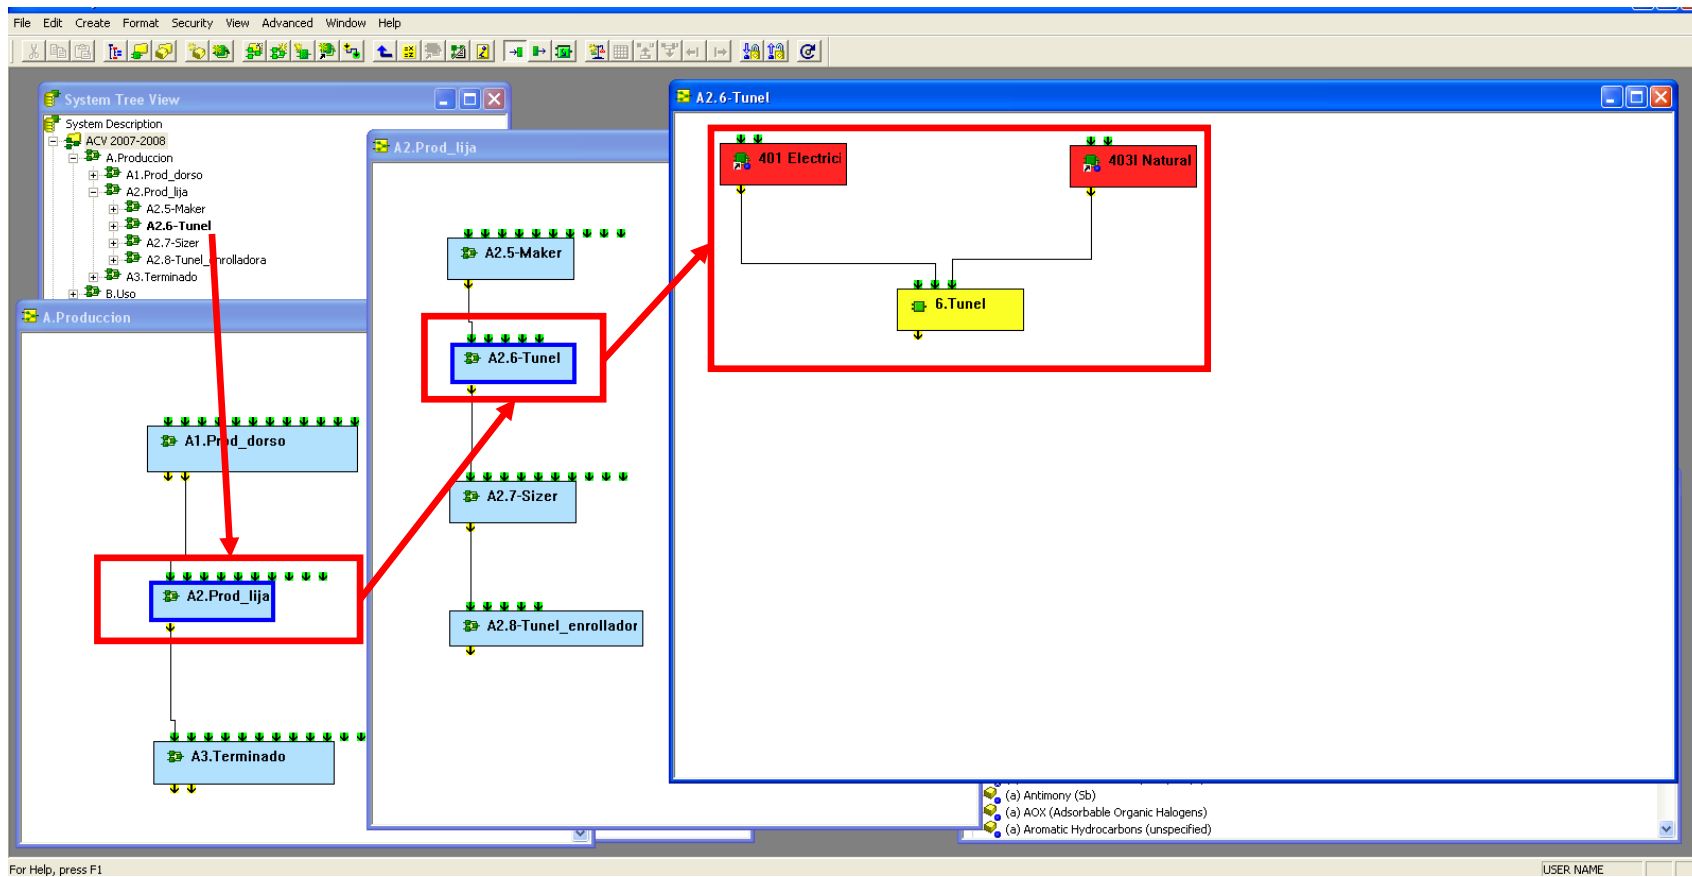 File Edit Create Format Security View Advanced Window Help
System Tree View
System Description
ACV 2007-2008
A.Produccion
A1.Prod_dorso
A2.Prod_lija
A2.5-Maker
A2.6-Tunel
A2.7-Sizer
A2.8-Tunel_enrolladora
A3.Terminado
B.Uso
A.Produccion
A1.Prod_dorso
A2.Prod_lija
A3.Terminado
A2.Prod_lija
A2.5-Maker
A2.6-Tunel
A2.7-Sizer
A2.8-Tunel_enrollador
A2.6-Tunel
401 Electrici
403I Natural
6.Tunel
(a) Antimony (Sb)
(a) AOX (Adsorbable Organic Halogens)
(a) Aromatic Hydrocarbons (unspecified)
For Help, press F1
USER NAME